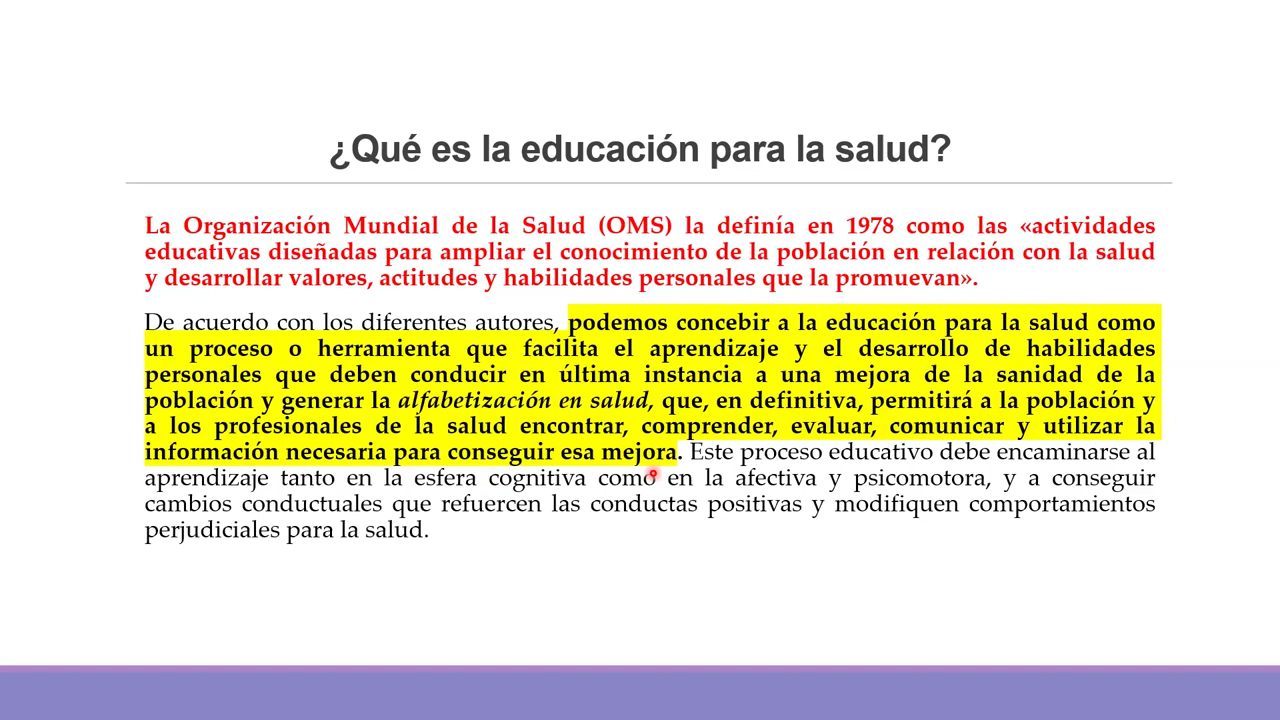 ¿Qué es la educación para la salud?
La Organización Mundial de la Salud (OMS) la definía en 1978 como las «actividades
educativas diseñadas para ampliar el conocimiento de la población en relación con la salud
y desarrollar valores, actitudes y habilidades personales que la promuevan».
De acuerdo con los diferentes autores, podemos concebir a la educación para la salud como
un proceso o herramienta que facilita el aprendizaje y el desarrollo de habilidades
personales que deben conducir en última instancia a una mejora de la sanidad de la
población y generar la alfabetización en salud, que, en definitiva, permitirá a la población y
a los profesionales de la salud encontrar, comprender, evaluar, comunicar y utilizar la
información necesaria para conseguir esa mejora. Este proceso educativo debe encaminarse al
aprendizaje tanto en la esfera cognitiva como en la afectiva y psicomotora, y a conseguir
cambios conductuales que refuercen las conductas positivas y modifiquen comportamientos
perjudiciales para la salud.